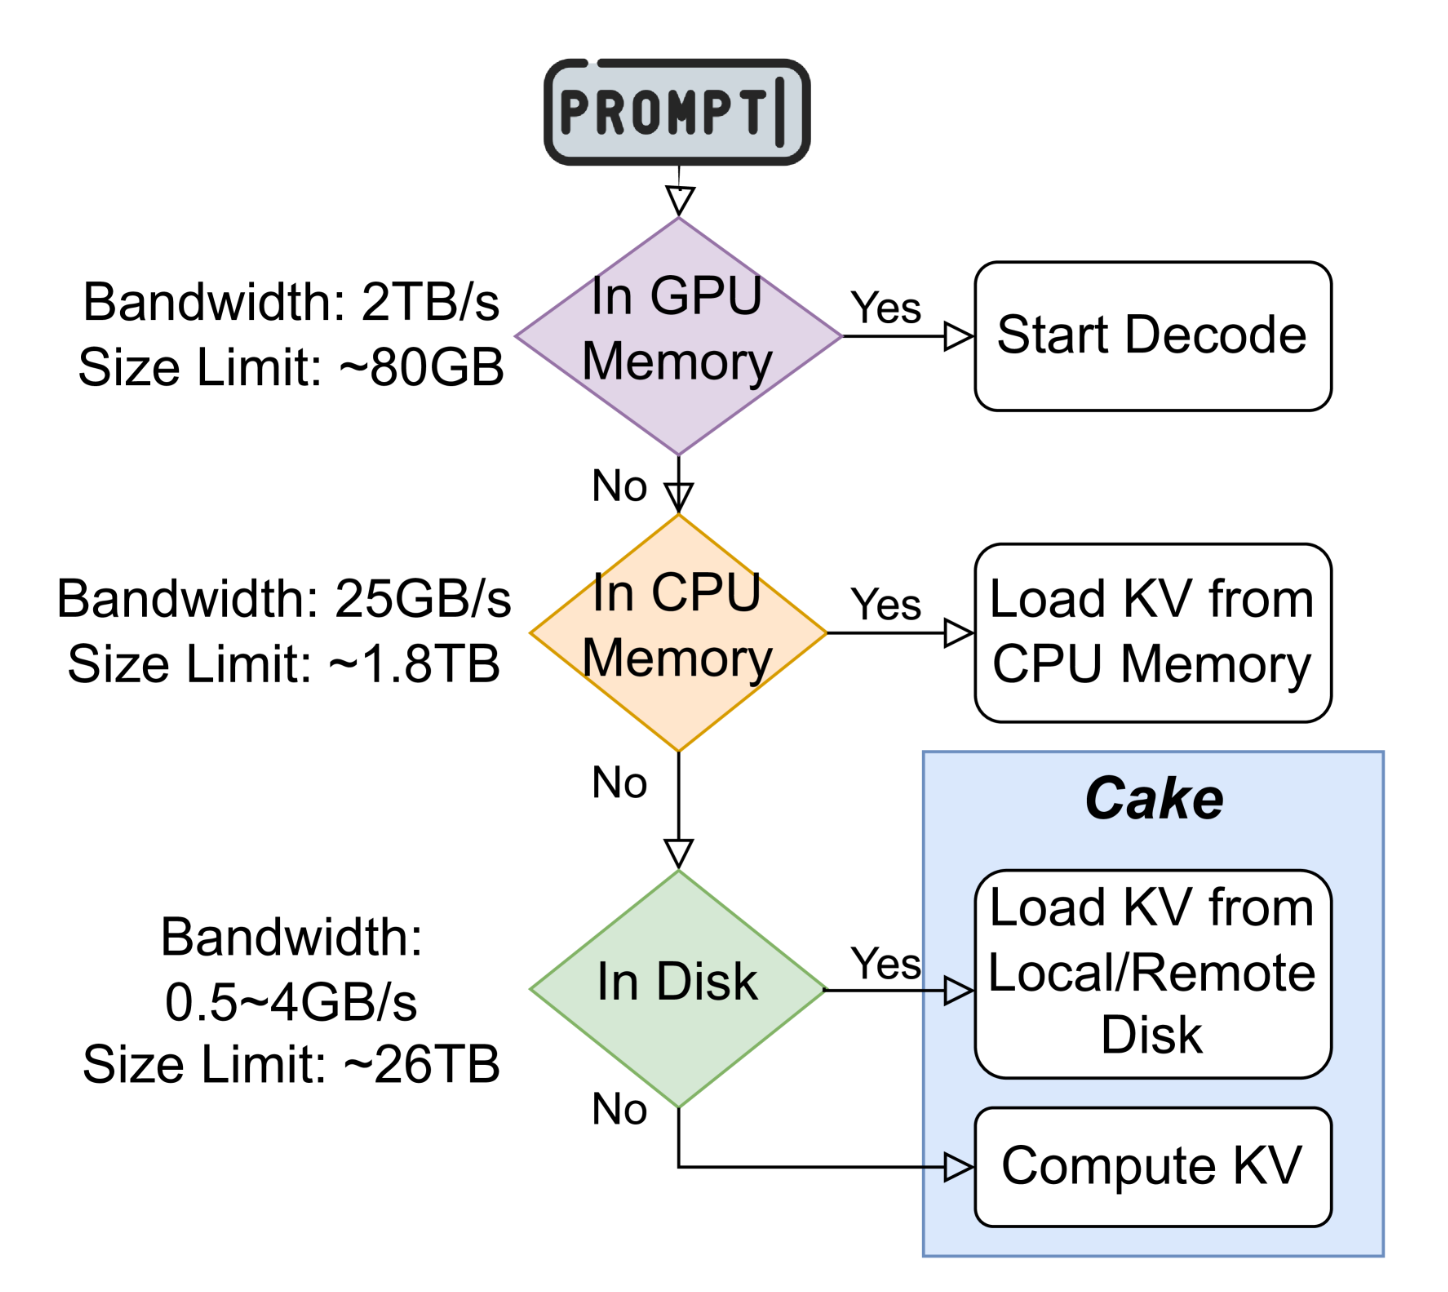 PROMPT|
Bandwidth: 2TB/s
Size Limit: ~80GB
In GPU
Memory
Yes
Start Decode
No
Bandwidth: 25GB/s
Size Limit: ~1.8TB
In CPU
Memory
Yes
Load KV from
CPU Memory
No
Cake
Bandwidth:
0.5~4GB/s
Size Limit: ~26TB
In Disk
Yes
Load KV from
Local/Remote
Disk
No
Compute KV